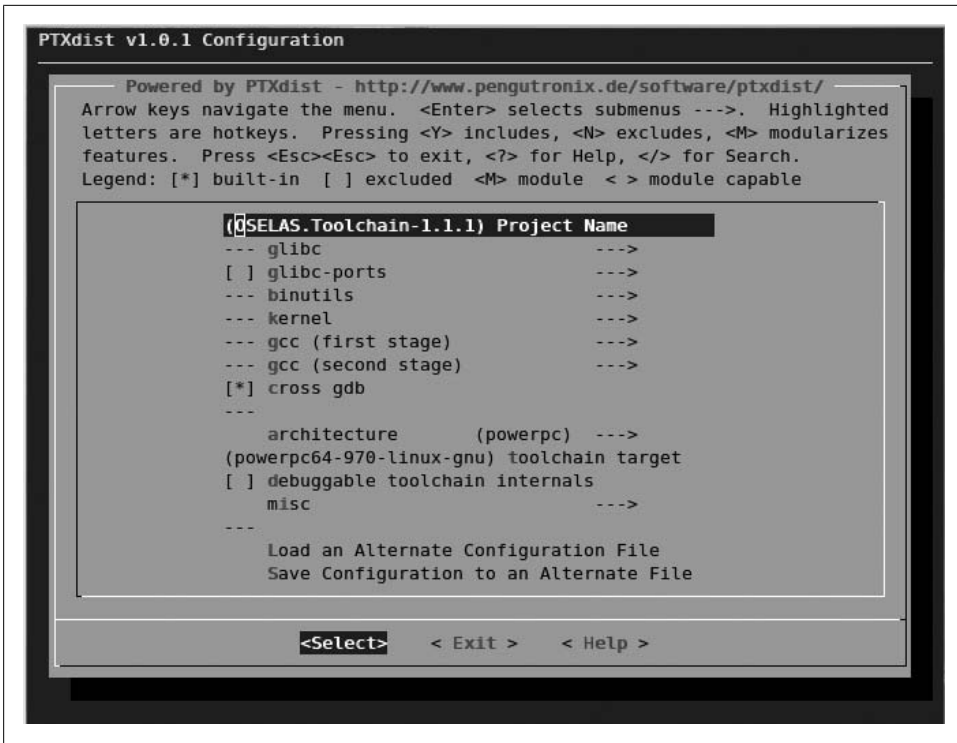 PTXdist v1.0.1 Configuration
Powered by PTXdist - http://www.pengutronix.de/software/ptxdist/
Arrow keys navigate the menu. <Enter> selects submenus --->. Highlighted
letters are hotkeys. Pressing <Y> includes, <N> excludes, <M> modularizes
features. Press <Esc><Esc> to exit, <?> for Help, </> for Search.
Legend: [*] built-in [ ] excluded <M> module < > module capable
(OSELAS.Toolchain-1.1.1) Project Name
--- glibc --->
[ ] glibc-ports --->
--- binutils --->
--- kernel --->
--- gcc (first stage) --->
--- gcc (second stage) --->
[*] cross gdb
---
architecture (powerpc) --->
(powerpc64-970-linux-gnu) toolchain target
[ ] debuggable toolchain internals
misc --->
---
Load an Alternate Configuration File
Save Configuration to an Alternate File
<Select> < Exit > < Help >